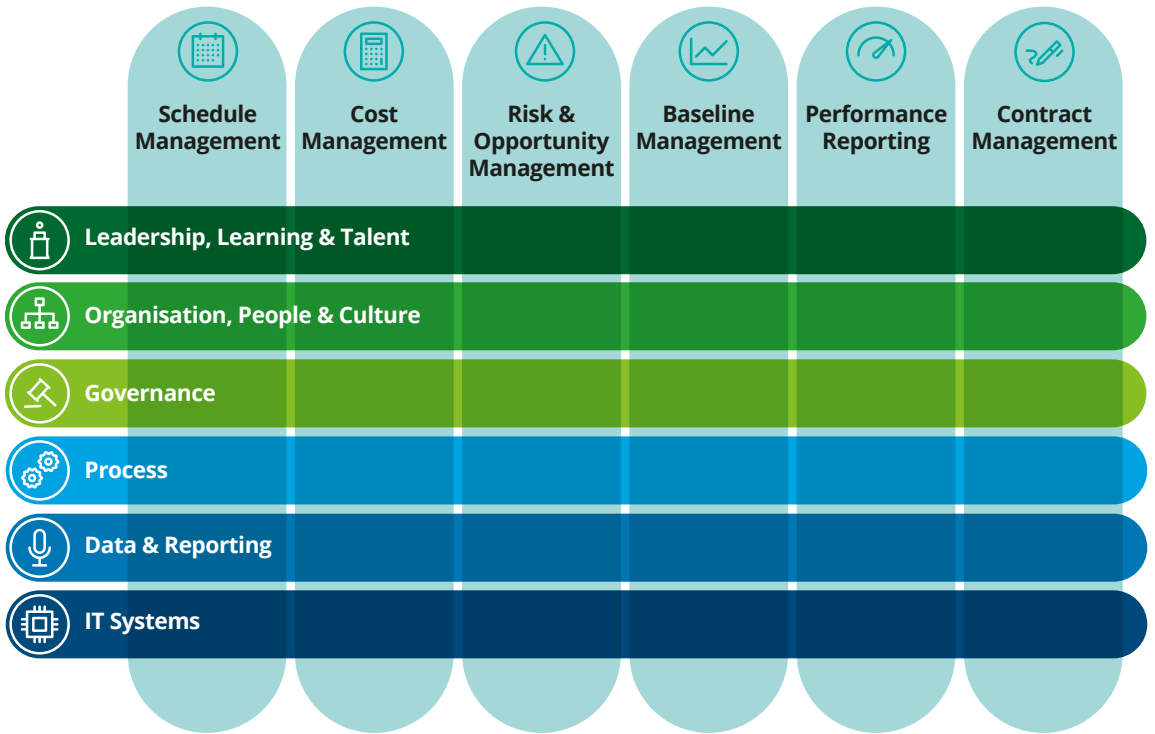 Schedule
Management
Cost
Management
Risk &
Opportunity
Management
Baseline
Management
Performance
Reporting
Contract
Management
Leadership, Learning & Talent
Organisation, People & Culture
Governance
Process
Data & Reporting
IT Systems